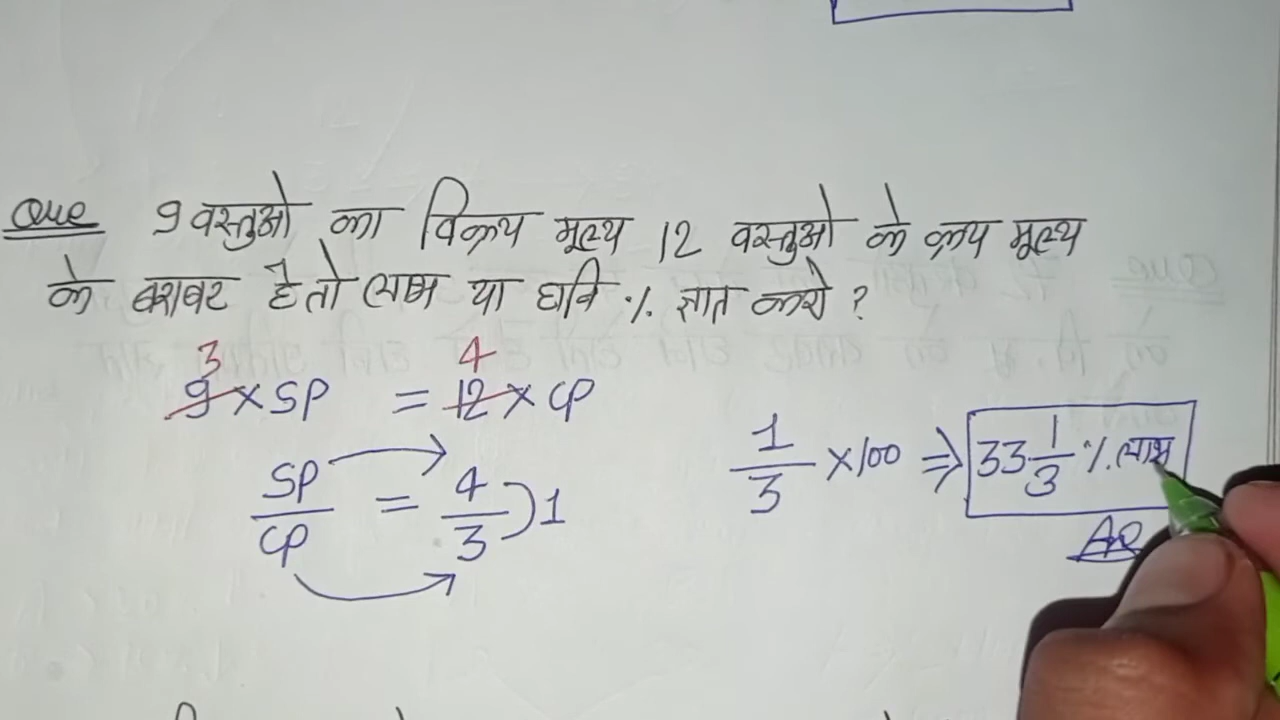 Que 9 वस्तुओ का विक्रय मूल्य 12 वस्तुओ के क्रय मूल्य
के बराबर है तो लाभ या हानि % ज्ञात करो ?
3 4
9 × SP = 12 × CP
SP/CP = 4/3 ) 1
1/3 × 100 ⇒ 33 1/3 % लाभ